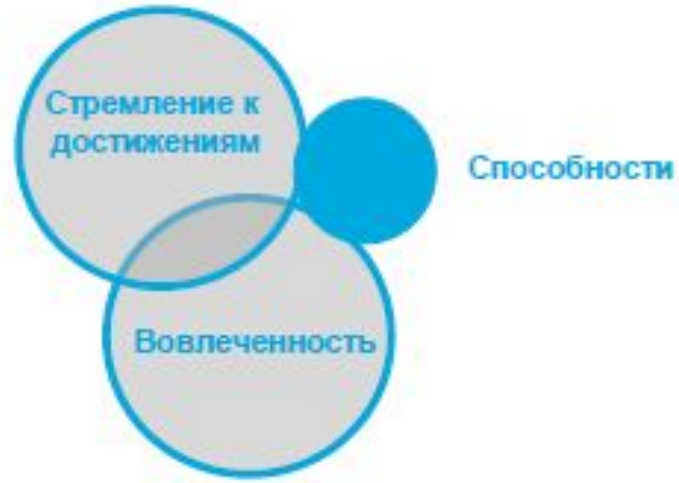 Стремление к
достижениям
Способности
Вовлеченность